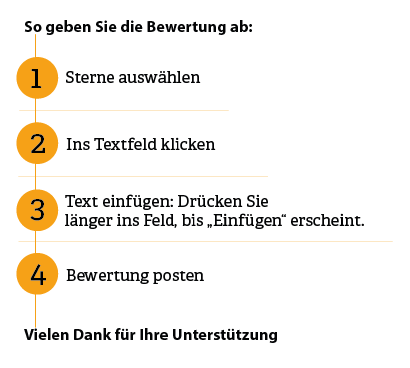 So geben Sie die Bewertung ab:
1 Sterne auswählen
2 Ins Textfeld klicken
3 Text einfügen: Drücken Sie
länger ins Feld, bis „Einfügen“ erscheint.
4 Bewertung posten
Vielen Dank für Ihre Unterstützung